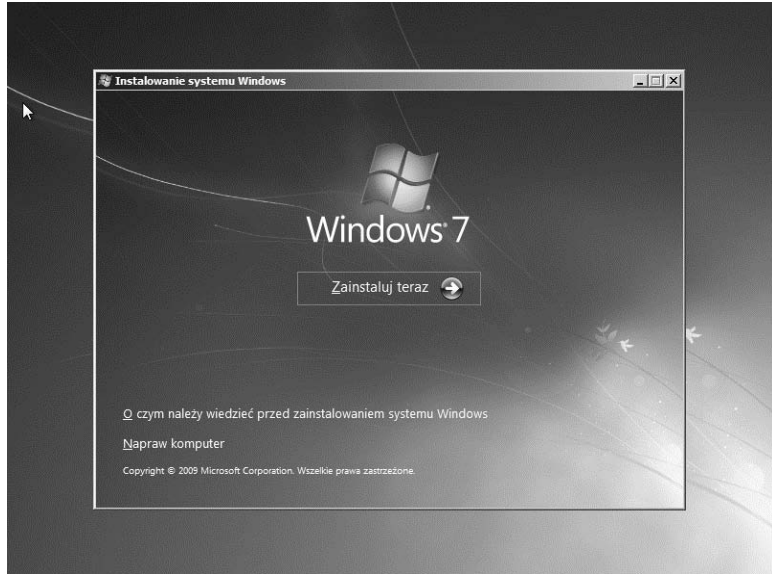 Instalowanie systemu Windows
Windows 7
Zainstaluj teraz
O czym należy wiedzieć przed zainstalowaniem systemu Windows
Napraw komputer
Copyright © 2009 Microsoft Corporation. Wszelkie prawa zastrzeżone.